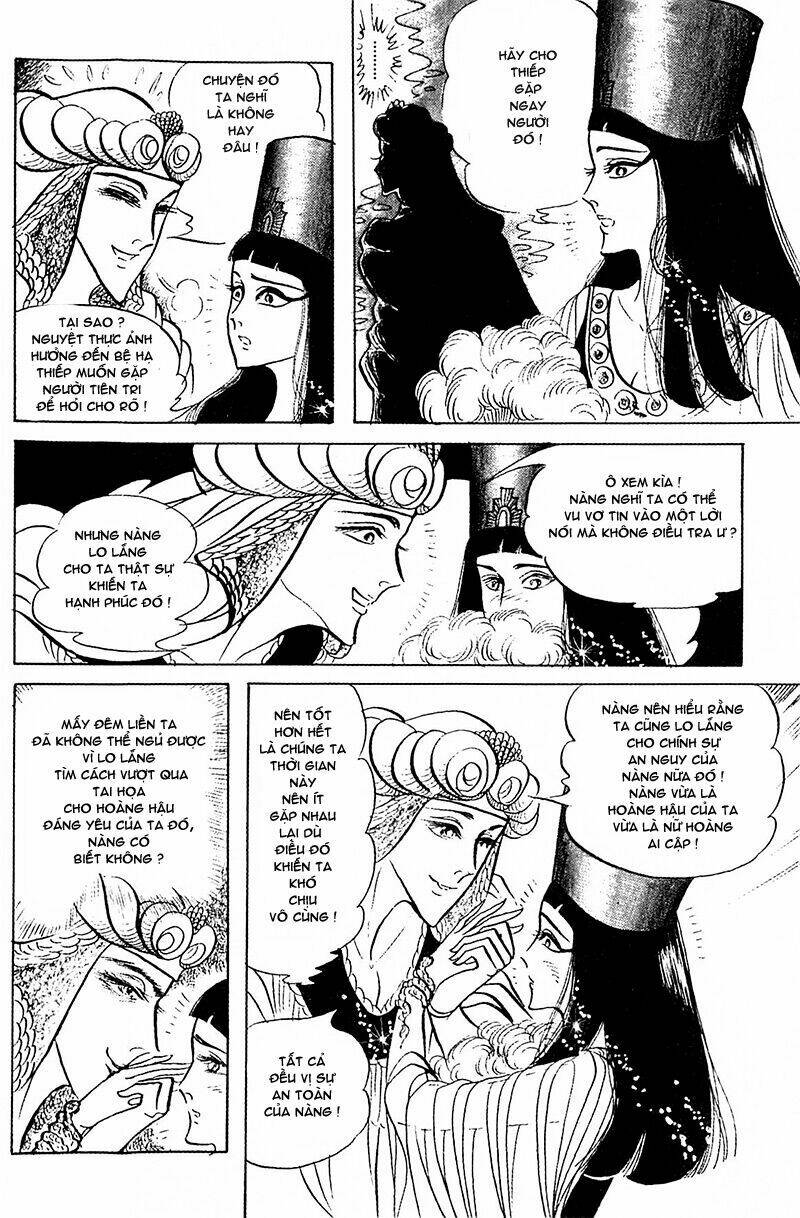 HÃY CHO
THIẾP
GẶP
NGAY
NGƯỜI
ĐÓ !
..........
CHUYỆN ĐÓ
TA NGHĨ
LÀ KHÔNG
HAY
ĐÂU !
TẠI SAO ?
NGUYỆT THỰC ẢNH
HƯỞNG ĐẾN BỆ HẠ
THIẾP MUỐN GẶP
NGƯỜI TIÊN TRI
ĐỂ HỎI CHO RÕ !
Ô XEM KÌA !
NÀNG NGHĨ TA CÓ THỂ
VU VƠ TIN VÀO MỘT LỜI
NÓI MÀ KHÔNG ĐIỀU TRA Ư ?
NHƯNG NÀNG
LO LẮNG
CHO TA THẬT SỰ
KHIẾN TA
HẠNH PHÚC ĐÓ !
NÀNG NÊN HIỂU RẰNG
TA CŨNG LO LẮNG
CHO CHÍNH SỰ
AN NGUY CỦA
NÀNG NỮA ĐÓ !
NÀNG VỪA LÀ
HOÀNG HẬU CỦA TA
VỪA LÀ NỮ HOÀNG
AI CẬP !
NÊN TỐT
HƠN HẾT
LÀ CHÚNG TA
THỜI GIAN
NÀY
NÊN ÍT
GẶP NHAU
LẠI DÙ
ĐIỀU ĐÓ
KHIẾN TA
KHÓ
CHỊU
VÔ CÙNG !
TẤT CẢ
ĐỀU VỊ SỰ
AN TOÀN
CỦA NÀNG !
MẤY ĐÊM LIỀN TA
ĐÃ KHÔNG THỂ NGỦ ĐƯỢC
VÌ LO LẮNG
TÌM CÁCH VƯỢT QUA
TAI HỌA
CHO HOÀNG HẬU
ĐÁNG YÊU CỦA TA ĐÓ,
NÀNG CÓ
BIẾT KHÔNG ?